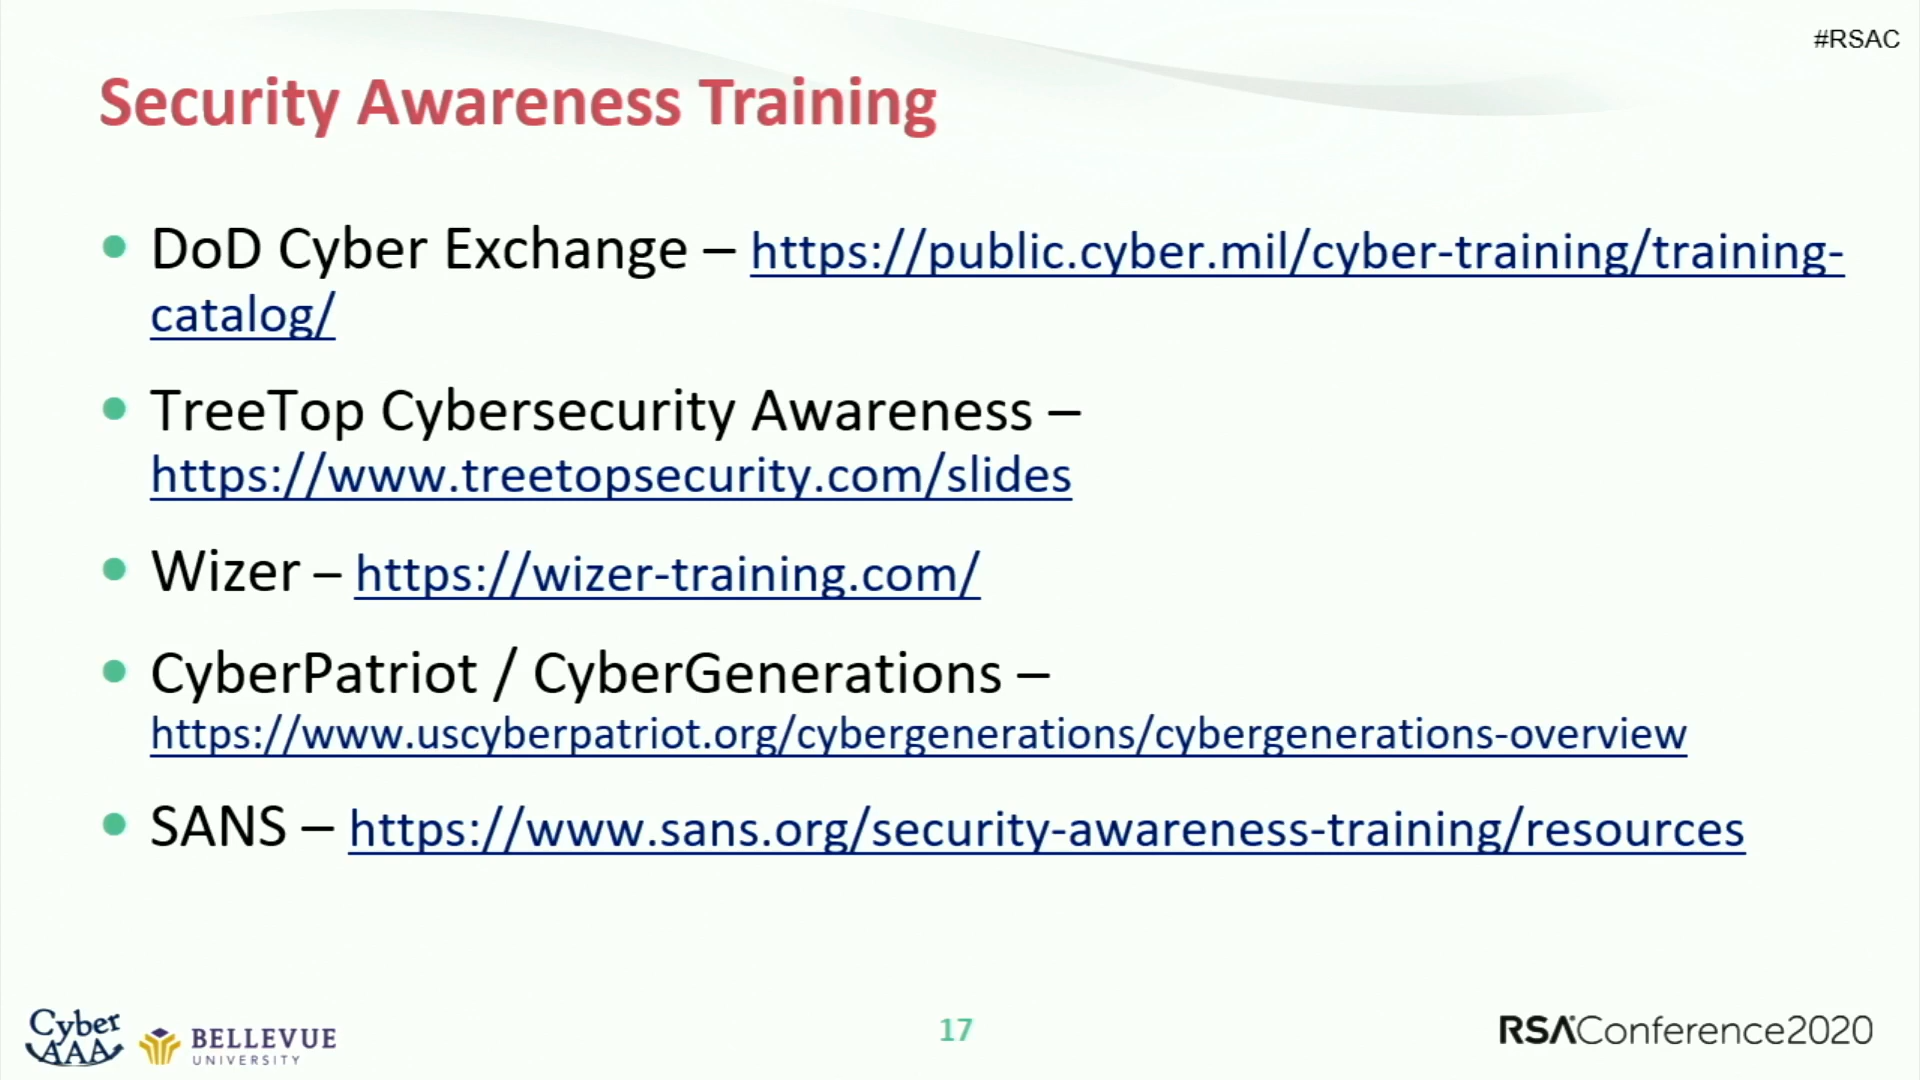 #RSAC
Security Awareness Training
• DoD Cyber Exchange – https://public.cyber.mil/cyber-training/training-
catalog/
• TreeTop Cybersecurity Awareness –
https://www.treetopsecurity.com/slides
• Wizer – https://wizer-training.com/
• CyberPatriot / CyberGenerations –
https://www.uscyberpatriot.org/cybergenerations/cybergenerations-overview
• SANS – https://www.sans.org/security-awareness-training/resources
Cyber
AAA
BELLEVUE
UNIVERSITY
17
RSAConference2020